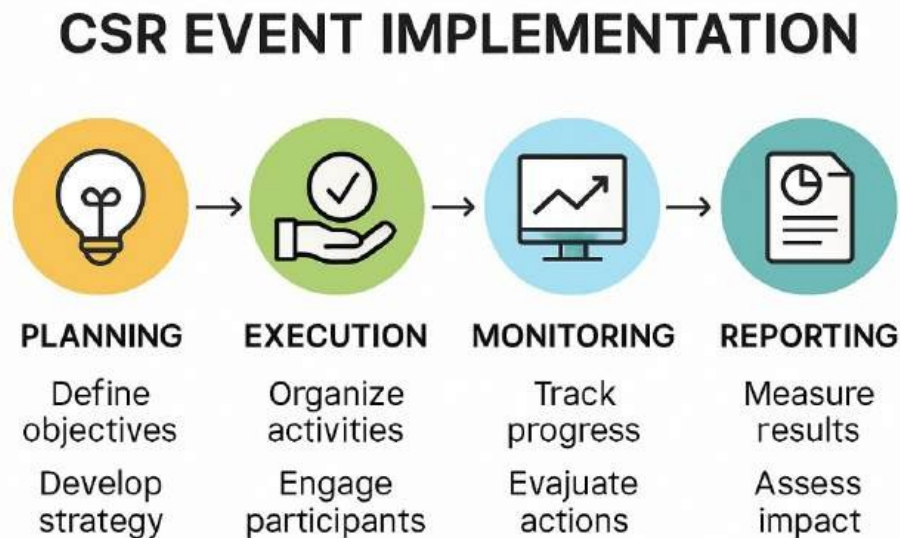 CSR EVENT IMPLEMENTATION
PLANNING
Define
objectives
Develop
strategy
EXECUTION
Organize
activities
Engage
participants
MONITORING
Track
progress
Evajuate
actions
REPORTING
Measure
results
Assess
impact